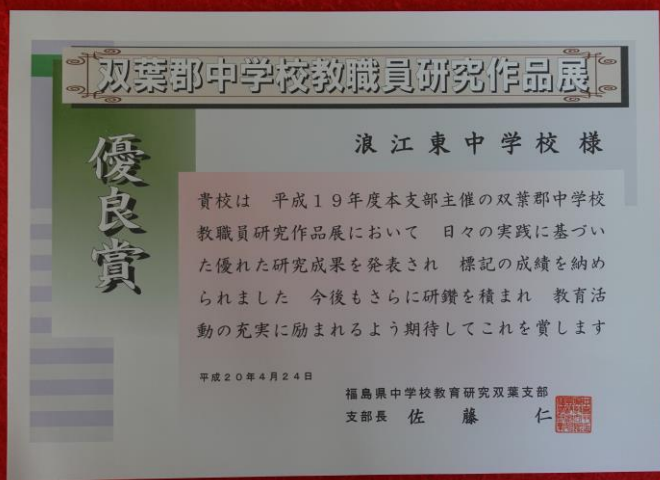 双葉郡中学校教職員研究作品展
優良賞
浪江東中学校 様
貴校は 平成19年度本支部主催の双葉郡中学校
教職員研究作品展において 日々の実践に基づい
た優れた研究成果を発表され 標記の成績を納め
られました 今後もさらに研鑽を積まれ 教育活
動の充実に励まれるよう期待してこれを賞します
平成20年4月24日
福島県中学校教育研究双葉支部
支部長 佐藤 仁